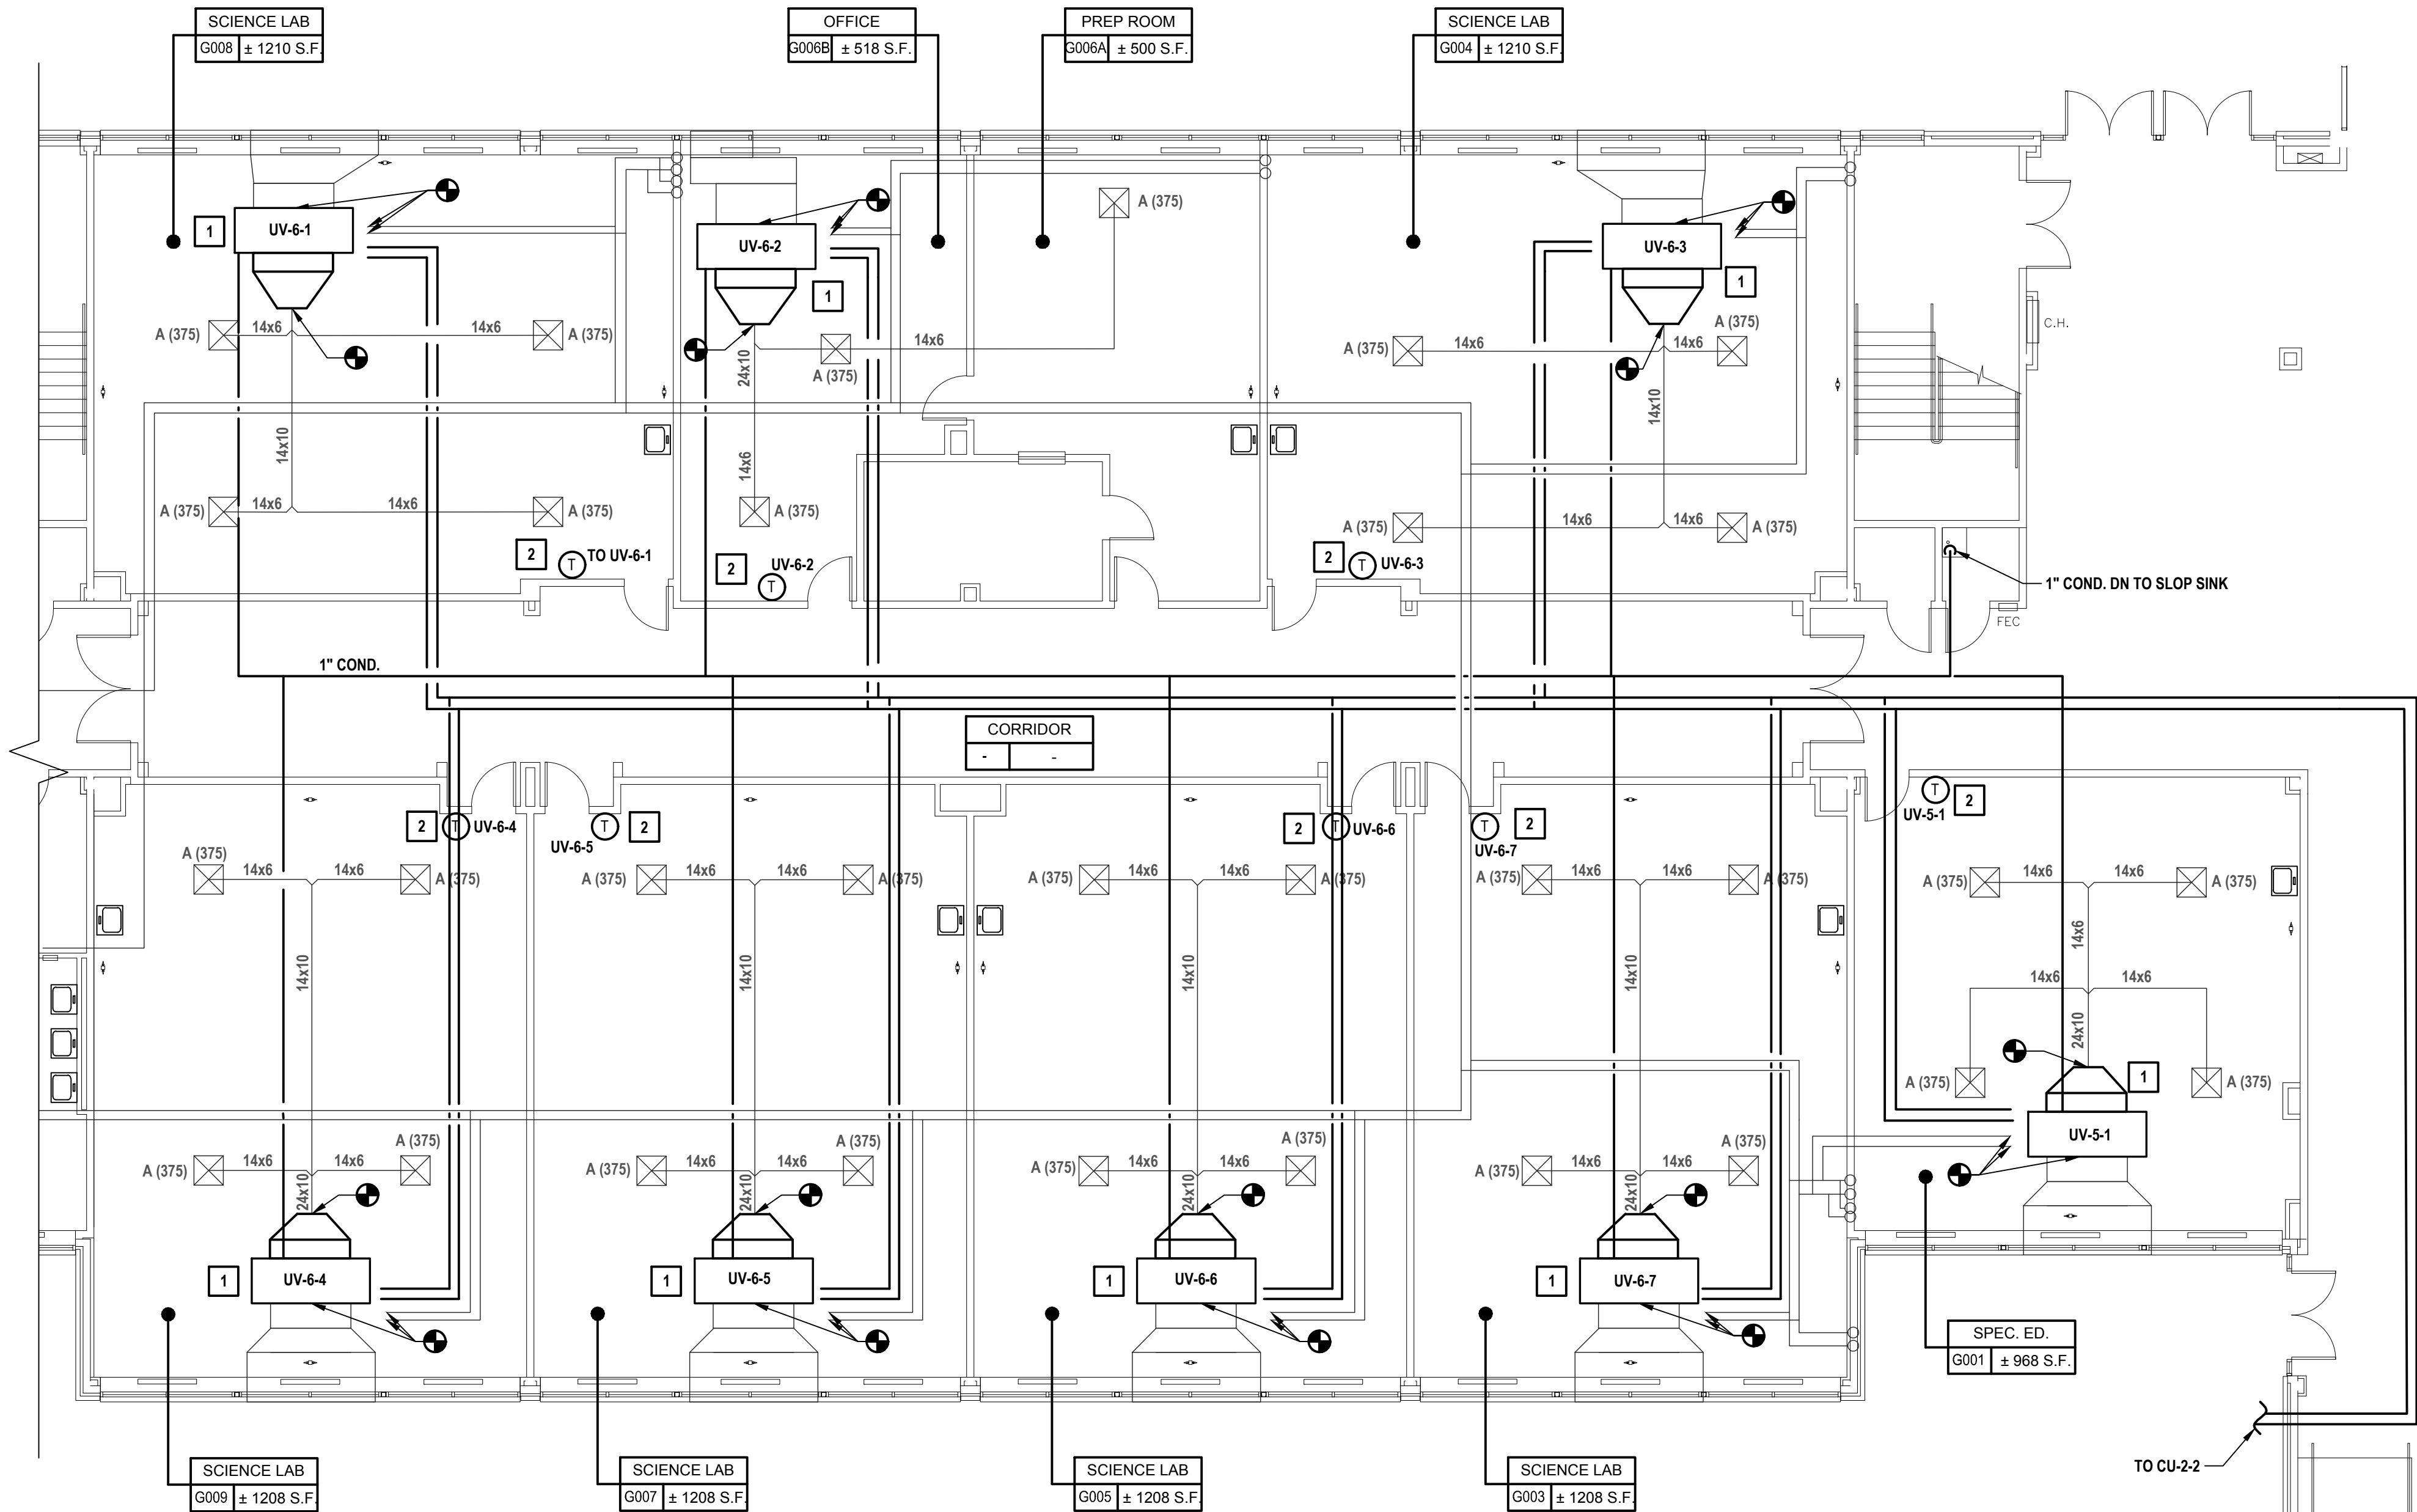 SCIENCE LAB
G008 ± 1210 S.F.
OFFICE
G006B ± 518 S.F.
PREP ROOM
G006A ± 500 S.F.
SCIENCE LAB
G004 ± 1210 S.F.
1
UV-6-1
UV-6-2
1
A (375)
UV-6-3
1
A (375)
14x6
14x6
A (375)
14x10
24x10
A (375)
14x6
14x6
A (375)
14x6
14x6
A (375)
14x10
C.H.
A (375)
14x6
14x6
A (375)
A (375)
A (375)
14x6
14x6
A (375)
2
T
TO UV-6-1
2
T
UV-6-2
2
T
UV-6-3
1" COND. DN TO SLOP SINK
FEC
1" COND.
CORRIDOR
- -
2
T
UV-6-4
T
2
UV-6-5
2
T
UV-6-6
T
2
UV-6-7
T
2
UV-5-1
A (375)
14x6
14x6
A (375)
A (375)
14x6
14x6
A (375)
A (375)
14x6
14x6
A (375)
A (375)
14x6
14x6
A (375)
A (375)
14x6
14x6
A (375)
14x10
14x10
14x10
14x10
14x6
14x6
14x6
24x10
A (375)
A (375)
1
UV-5-1
A (375)
14x6
14x6
A (375)
24x10
A (375)
14x6
14x6
A (375)
24x10
A (375)
14x6
14x6
A (375)
24x10
A (375)
14x6
14x6
A (375)
24x10
1
UV-6-4
1
UV-6-5
1
UV-6-6
1
UV-6-7
SPEC. ED.
G001 ± 968 S.F.
TO CU-2-2
SCIENCE LAB
G009 ± 1208 S.F.
SCIENCE LAB
G007 ± 1208 S.F.
SCIENCE LAB
G005 ± 1208 S.F.
SCIENCE LAB
G003 ± 1208 S.F.